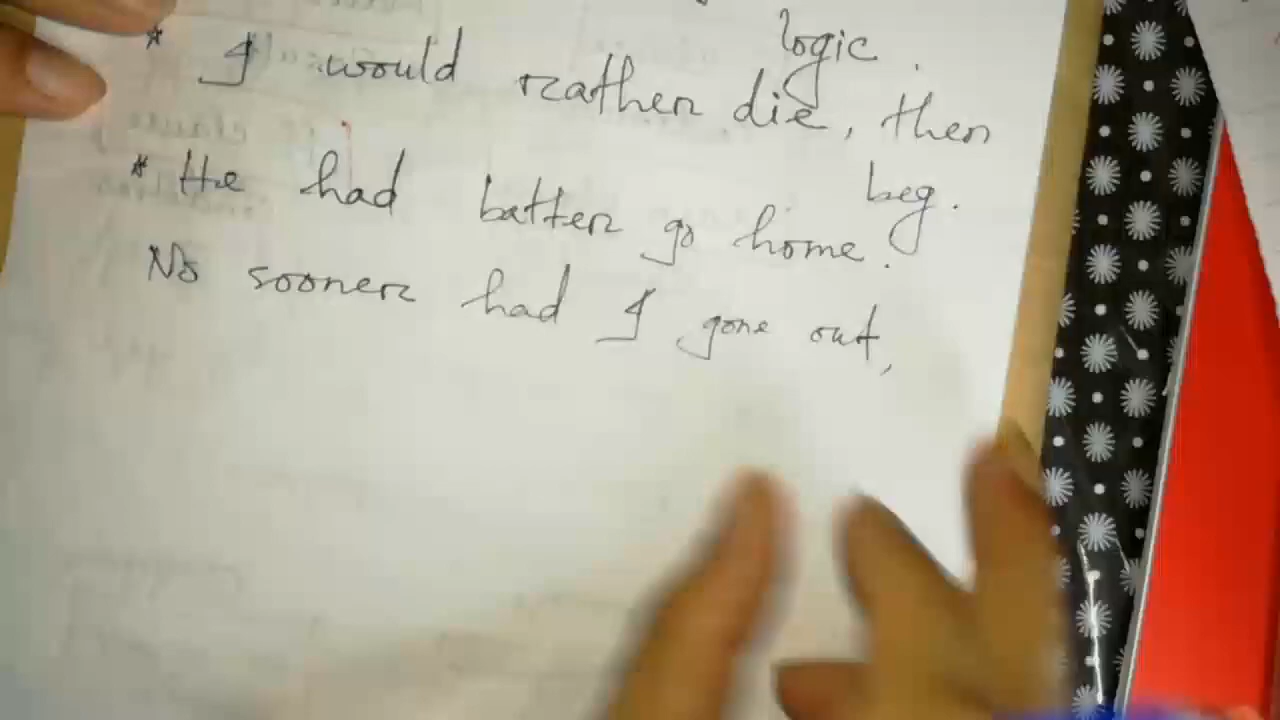 logic.
* I would rather die, then
beg.
* He had batter go home.
No sooner had I gone out,